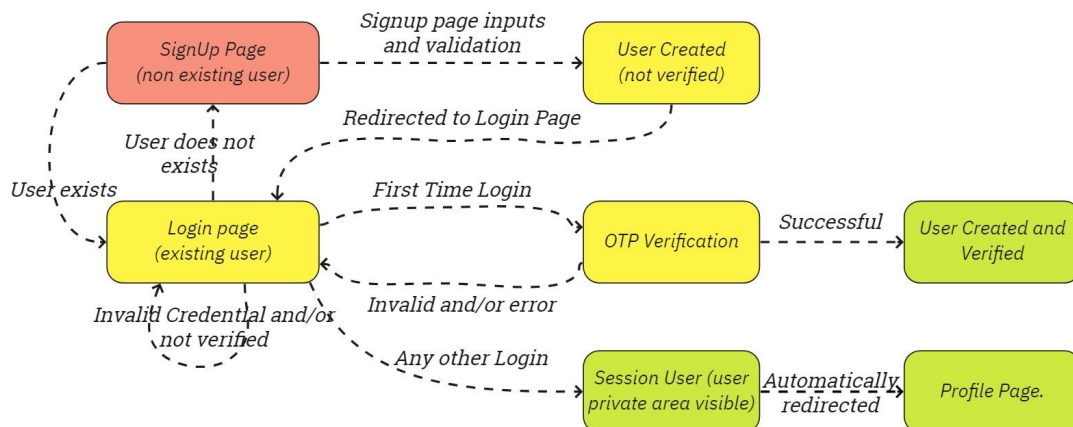 SignUp Page
(non existing user)
Signup page inputs
and validation
User Created
(not verified)
Redirected to Login Page
User does not
exists
User exists
Login page
(existing user)
First Time Login
OTP Verification
Successful
User Created and
Verified
Invalid and/or error
Invalid Credential and/or
not verified
Any other Login
Session User (user
private area visible)
Automatically
redirected
Profile Page.